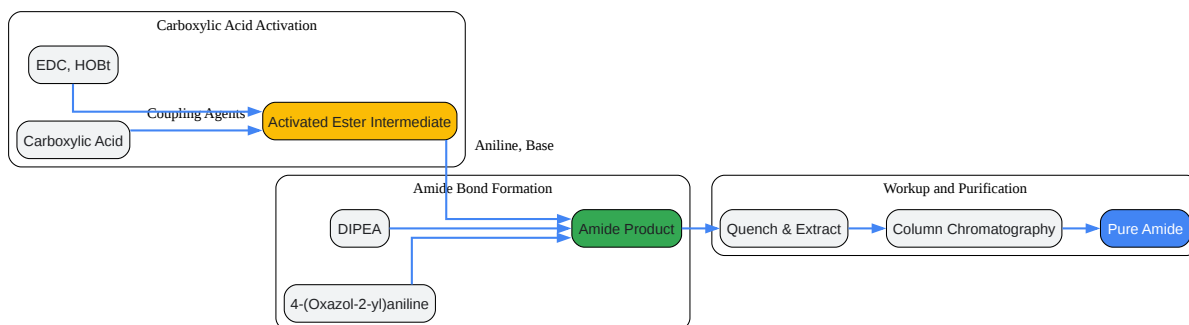 Carboxylic Acid Activation
EDC, HOBt
Coupling Agents
Activated Ester Intermediate
Carboxylic Acid
Aniline, Base
Amide Bond Formation
DIPEA
Amide Product
4-(Oxazol-2-yl)aniline
Workup and Purification
Quench & Extract
Column Chromatography
Pure Amide